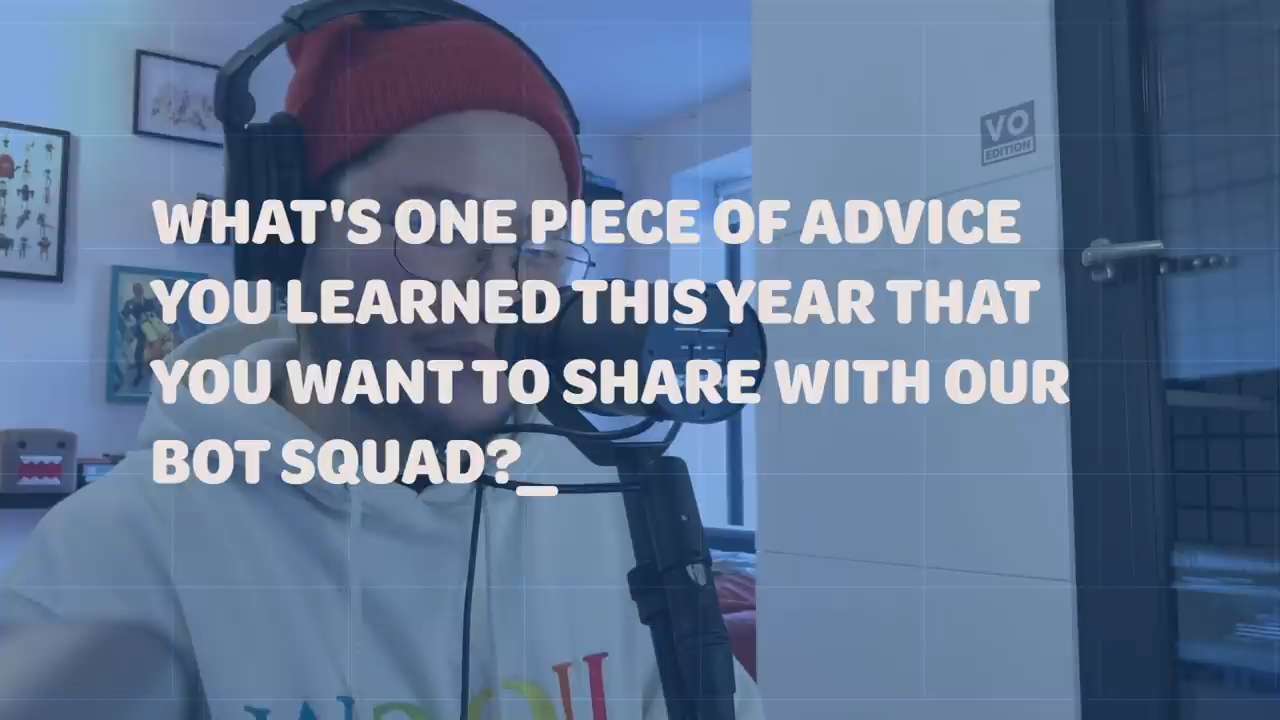 VO
EDITION
WHAT'S ONE PIECE OF ADVICE
YOU LEARNED THIS YEAR THAT
YOU WANT TO SHARE WITH OUR
BOT SQUAD?_